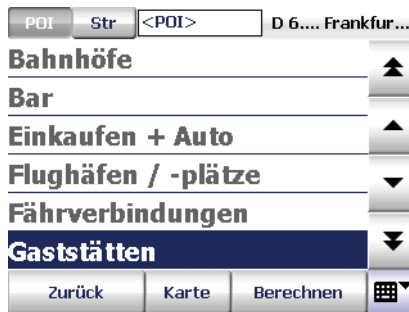 POI Str <POI> D 6.... Frankfur...
Bahnhöfe
Bar
Einkaufen + Auto
Flughäfen / -plätze
Fährverbindungen
Gaststätten
Zurück Karte Berechnen